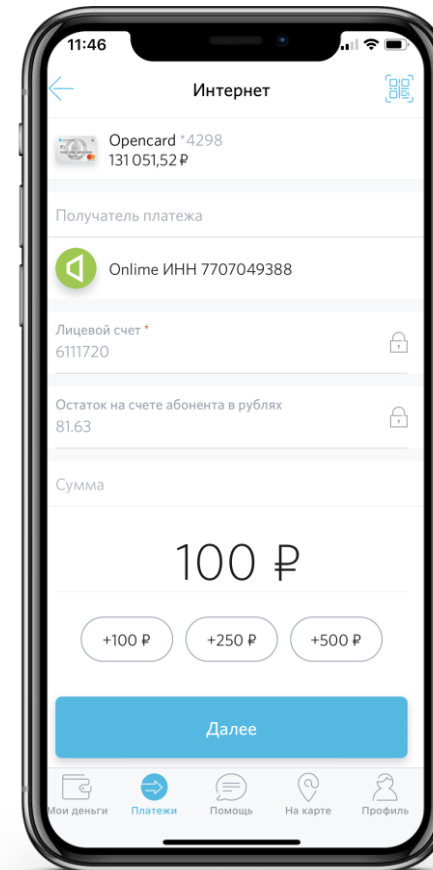 11:46
Интернет
Opencard *4298
131 051,52 ₽
Получатель платежа
Onlime ИНН 7707049388
Лицевой счет *
6111720
Остаток на счете абонента в рублях
81.63
Сумма
100 ₽
+100 ₽ +250 ₽ +500 ₽
Далее
Мои деньги Платежи Помощь На карте Профиль